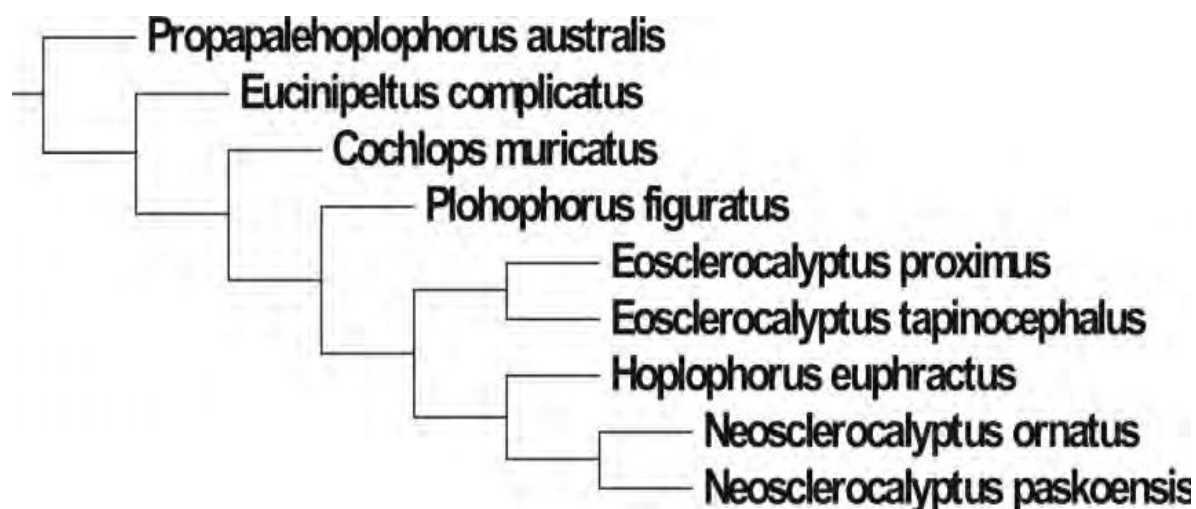 Propapalehoplophorus australis
Eucinipeltus complicatus
Cochlops muricatus
Plohophorus figuratus
Eosclerocalyptus proximus
Eosclerocalyptus tapinocephalus
Hoplophorus euphractus
Neosclerocalyptus ornatus
Neosclerocalyptus paskoensis